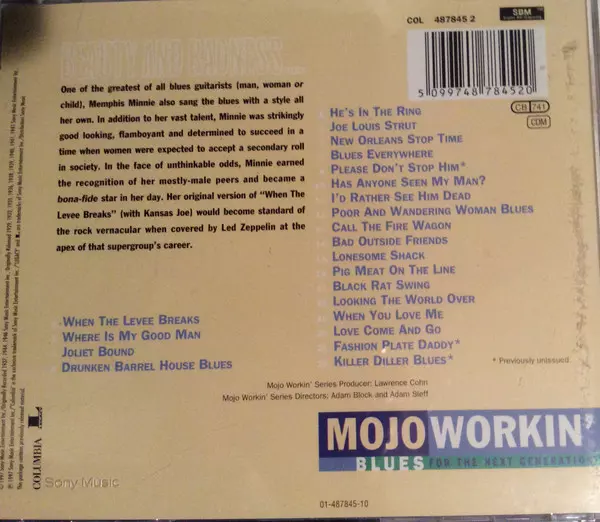 COL 487845 2
SBM
5 099748 784520
CB 741
CDM
One of the greatest of all blues guitarists (man, woman or
child), Memphis Minnie also sang the blues with a style all
her own. In addition to her vast talent, Minnie was strikingly
good looking, flamboyant and determined to succeed in a
time when women were expected to accept a secondary roll
in society. In the face of unthinkable odds, Minnie earned
the recognition of her mostly-male peers and became a
bona-fide star in her day. Her original version of "When The
Levee Breaks" (with Kansas Joe) would become standard of
the rock vernacular when covered by Led Zeppelin at the
apex of that supergroup's career.
When The Levee Breaks
Where Is My Good Man
Joliet Bound
Drunken Barrel House Blues
He's In The Ring
Joe Louis Strut
New Orleans Stop Time
Blues Everywhere
Please Don't Stop Him*
Has Anyone Seen My Man?
I'd Rather See Him Dead
Poor And Wandering Woman Blues
Call The Fire Wagon
Bad Outside Friends
Lonesome Shack
Pig Meat On The Line
Black Rat Swing
Looking The World Over
When You Love Me
Love Come And Go
Fashion Plate Daddy*
Killer Diller Blues*
* Previously unissued
Mojo Workin' Series Producer: Lawrence Cohn
Mojo Workin' Series Directors: Adam Block and Adam Sieff
MOJO WORKIN'
BLUES FOR THE NEXT GENERATION
01-487845-10
COLUMBIA
Sony Music